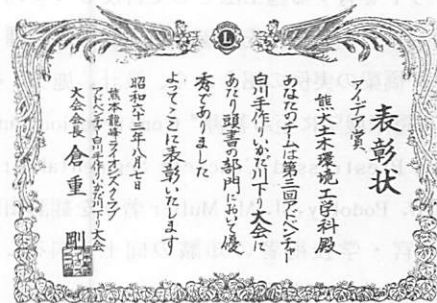 表彰状
アイデア賞
熊大土木環境工学科殿
あなたのチームは第三回アドベンチャー
白川手作りいかだ川下り大会に
あたり頭書の部門において優
秀でありました
よってここに表彰いたします
昭和六十三年八月七日
熊本龍峰ライオンズクラブ
アドベンチャー白川手作りいかだ川下り大会
大会会長 倉重 剛
L